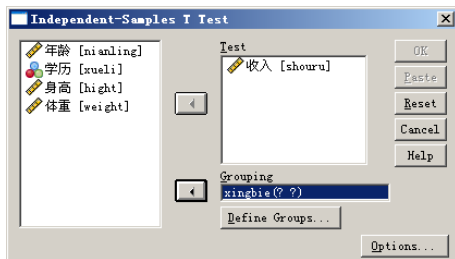 Independent-Samples T Test
年龄 [nianling]
学历 [xueli]
身高 [hight]
体重 [weight]
Test
收入 [shouru]
Grouping
xingbie(? ?)
Define Groups...
OK
Paste
Reset
Cancel
Help
Options...